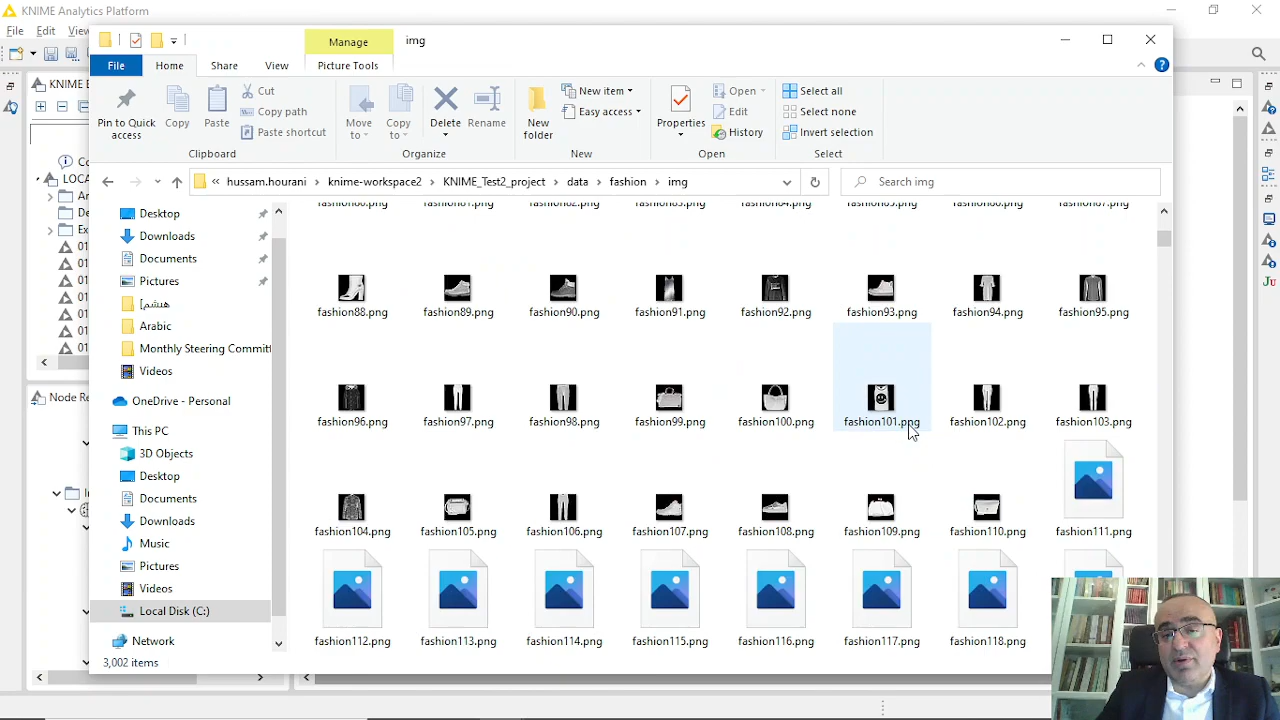 KNIME Analytics Platform
File Edit
Manage img
File Home Share View Picture Tools
Pin to Quick access
Copy
Paste
Cut
Copy path
Paste shortcut
Clipboard
Move to
Copy to
Delete
Rename
Organize
New folder
New item
Easy access
New
Properties
Open
Edit
History
Open
Select all
Select none
Invert selection
Select
« hussam.hourani › knime-workspace2 › KNIME_Test2_project › data › fashion › img
Search img
KNIME
LOCA
Node Re
Desktop
Downloads
Documents
Pictures
Arabic
Monthly Steering Committ
Videos
OneDrive - Personal
This PC
3D Objects
Desktop
Documents
Downloads
Music
Pictures
Videos
Local Disk (C:)
Network
fashion88.png fashion89.png fashion90.png fashion91.png fashion92.png fashion93.png fashion94.png fashion95.png
fashion96.png fashion97.png fashion98.png fashion99.png fashion100.png fashion101.png fashion102.png fashion103.png
fashion104.png fashion105.png fashion106.png fashion107.png fashion108.png fashion109.png fashion110.png fashion111.png
fashion112.png fashion113.png fashion114.png fashion115.png fashion116.png fashion117.png fashion118.png
3,002 items